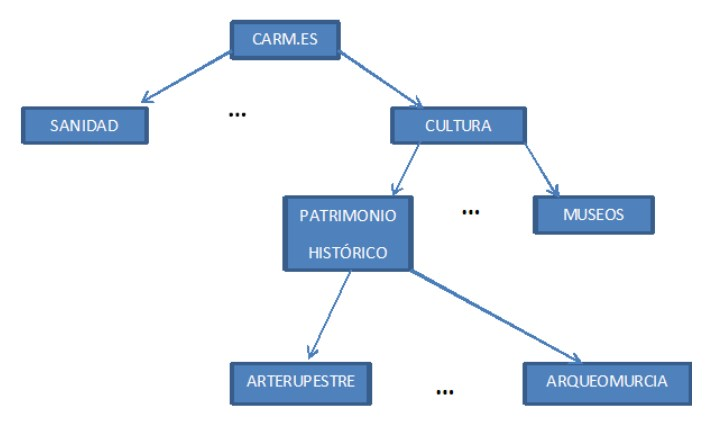 CARM.ES
SANIDAD
...
CULTURA
PATRIMONIO
HISTÓRICO
...
MUSEOS
ARTERUPESTRE
...
ARQUEOMURCIA